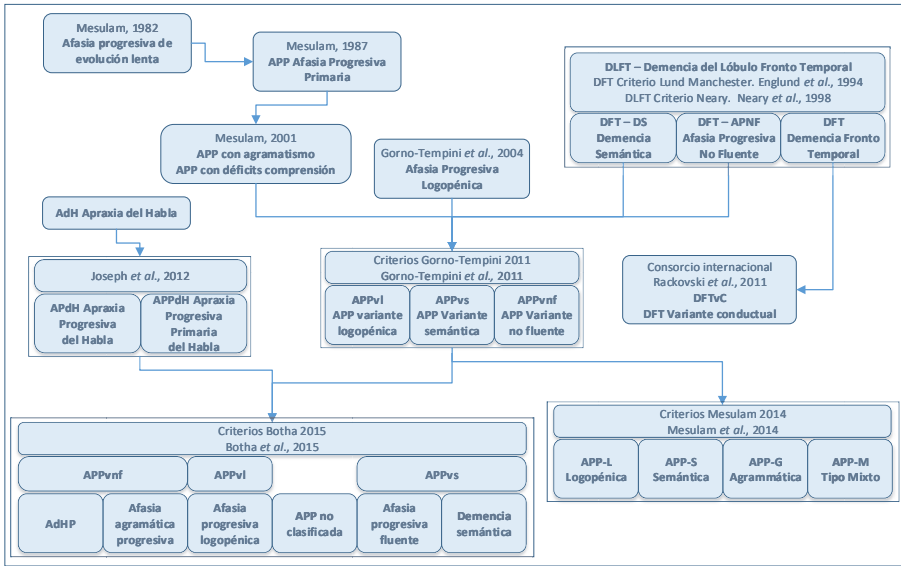 Mesulam, 1982
Afasia progresiva de
evolución lenta
Mesulam, 1987
APP Afasia Progresiva
Primaria
DLFT – Demencia del Lóbulo Fronto Temporal
DFT Criterio Lund Manchester. Englund et al., 1994
DLFT Criterio Neary. Neary et al., 1998
DFT – DS
Demencia
Semántica
DFT – APNF
Afasia Progresiva
No Fluente
DFT
Demencia Fronto
Temporal
Mesulam, 2001
APP con agramatismo
APP con déficits comprensión
Gorno-Tempini et al., 2004
Afasia Progresiva
Logopénica
AdH Apraxia del Habla
Joseph et al., 2012
APdH Apraxia
Progresiva
del Habla
APPdH Apraxia
Progresiva
Primaria
del Habla
Criterios Gorno-Tempini 2011
Gorno-Tempini et al., 2011
APPvl
APP variante
logopénica
APPvs
APP Variante
semántica
APPvnf
APP Variante
no fluente
Consorcio internacional
Rackovski et al., 2011
DFTvC
DFT Variante conductual
Criterios Botha 2015
Botha et al., 2015
APPvnf
APPvl
APPvs
AdHP
Afasia
agramática
progresiva
Afasia
progresiva
logopénica
APP no
clasificada
Afasia
progresiva
fluente
Demencia
semántica
Criterios Mesulam 2014
Mesulam et al., 2014
APP-L
Logopénica
APP-S
Semántica
APP-G
Agrammática
APP-M
Tipo Mixto